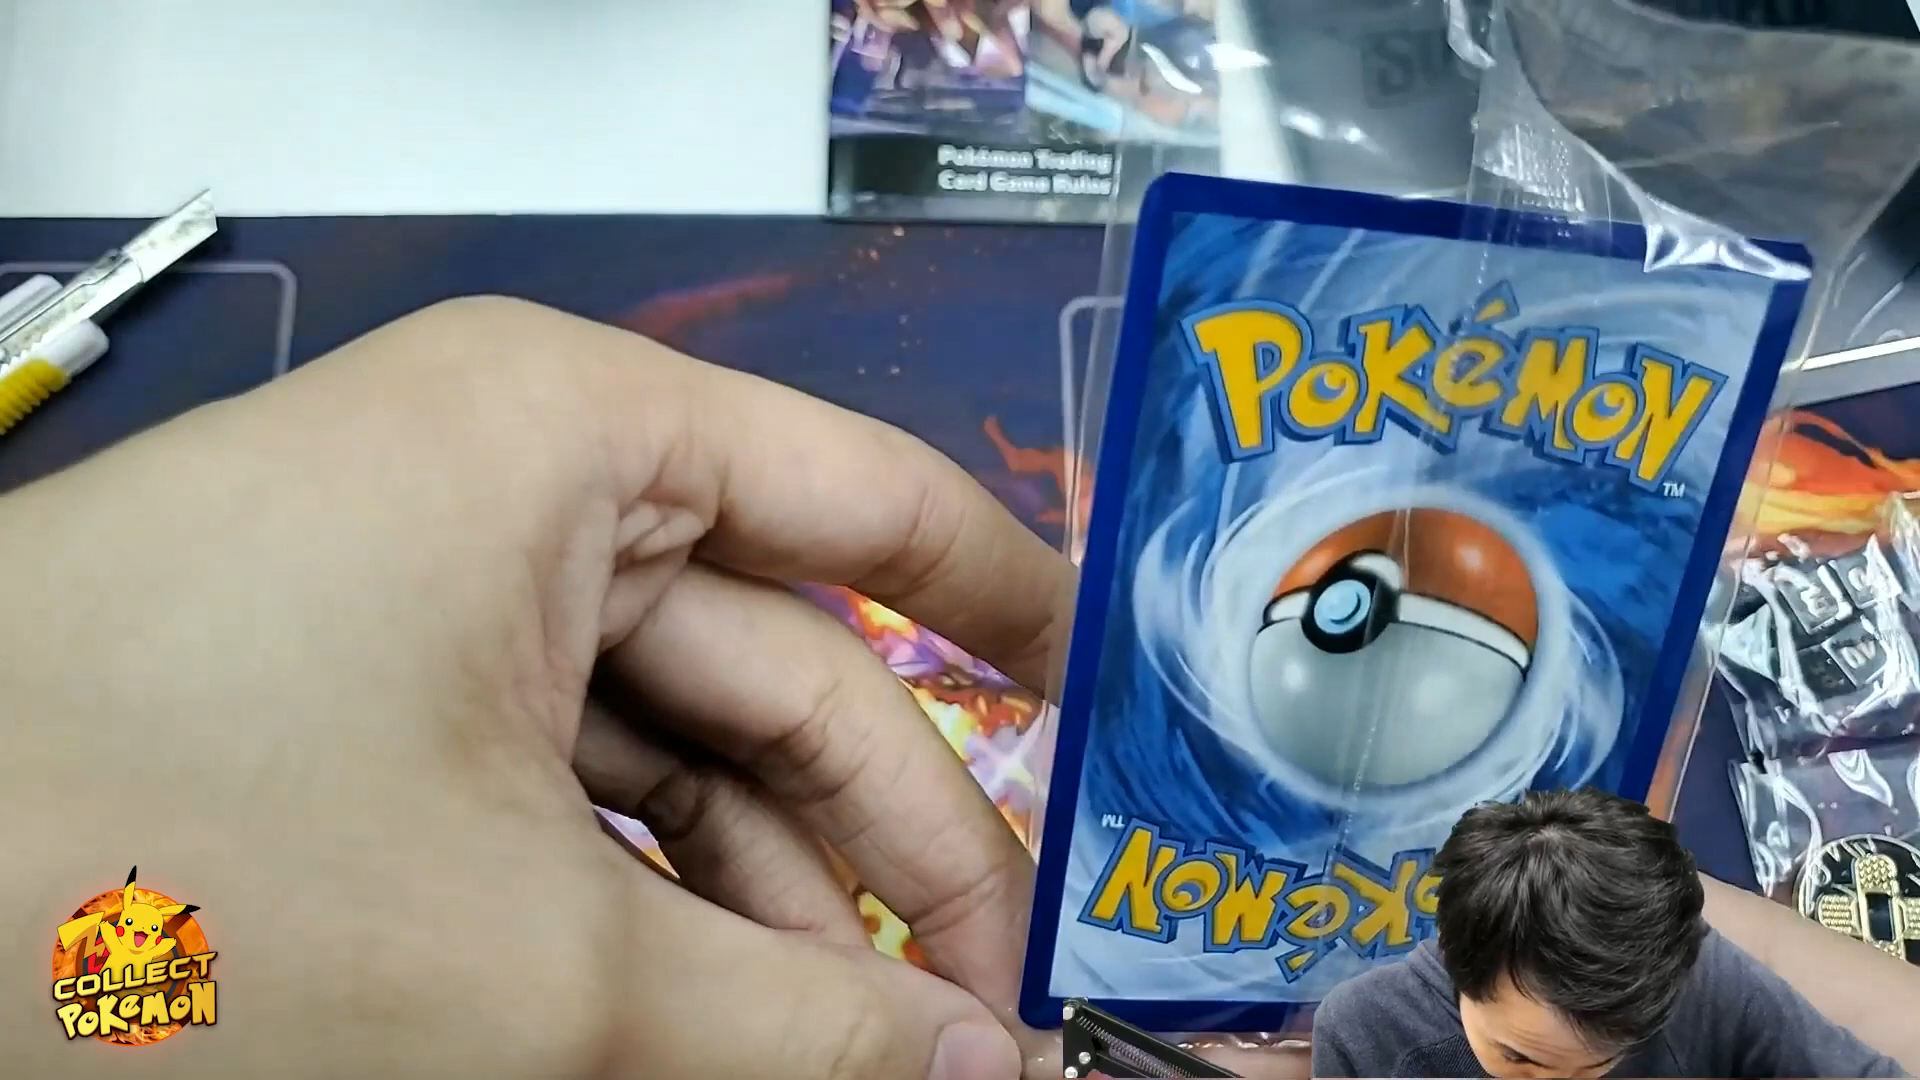 Pokémon Trading
Card Game Rules
POKéMON
TM
TM
POKéMON
COLLECT
POKéMON